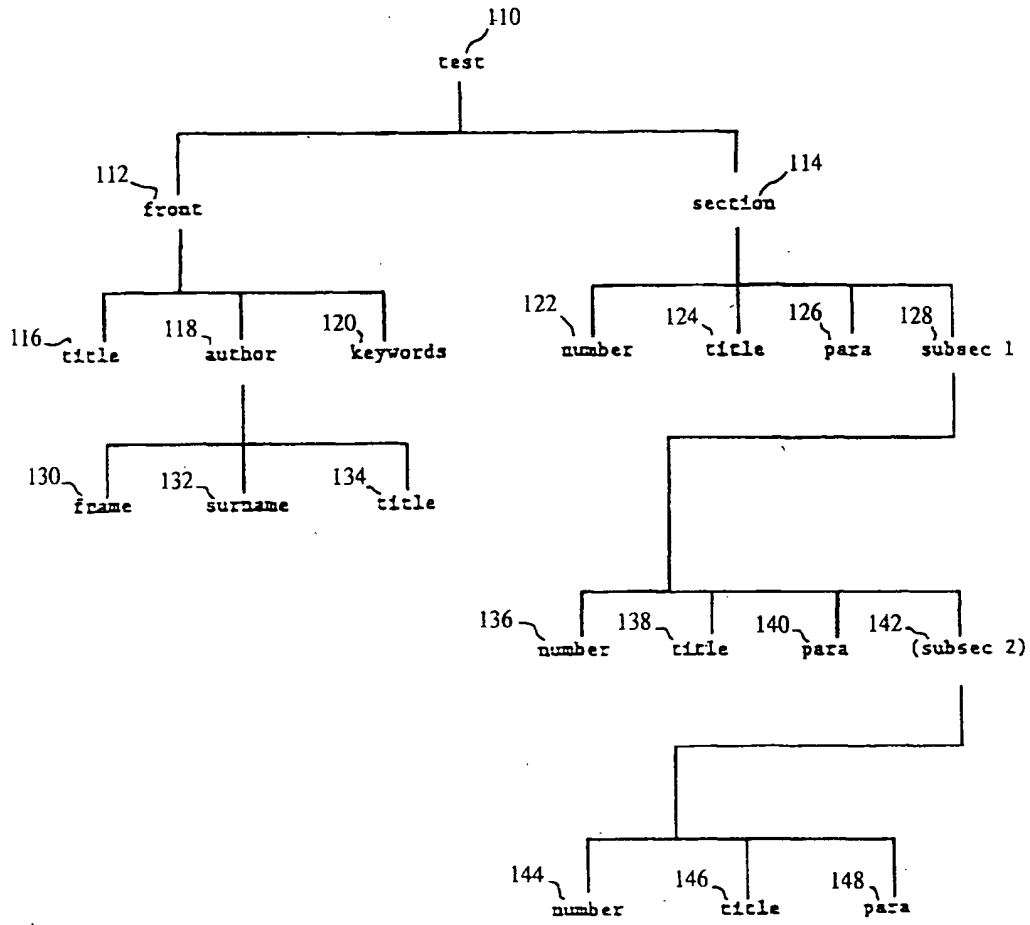 110
test
112
front
114
section
116
title
118
author
120
keywords
122
number
124
title
126
para
128
subsec 1
130
fname
132
surname
134
title
136
number
138
title
140
para
142
(subsec 2)
144
number
146
title
148
para